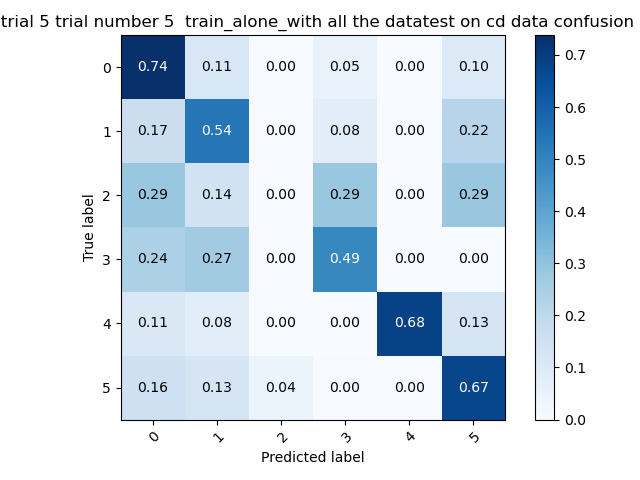 trial 5 trial number 5  train_alone_with all the datatest on cd data confusion
0 0.74 0.11 0.00 0.05 0.00 0.10
1 0.17 0.54 0.00 0.08 0.00 0.22
2 0.29 0.14 0.00 0.29 0.00 0.29
3 0.24 0.27 0.00 0.49 0.00 0.00
4 0.11 0.08 0.00 0.00 0.68 0.13
5 0.16 0.13 0.04 0.00 0.00 0.67
True label
0 1 2 3 4 5
Predicted label
0.7
0.6
0.5
0.4
0.3
0.2
0.1
0.0